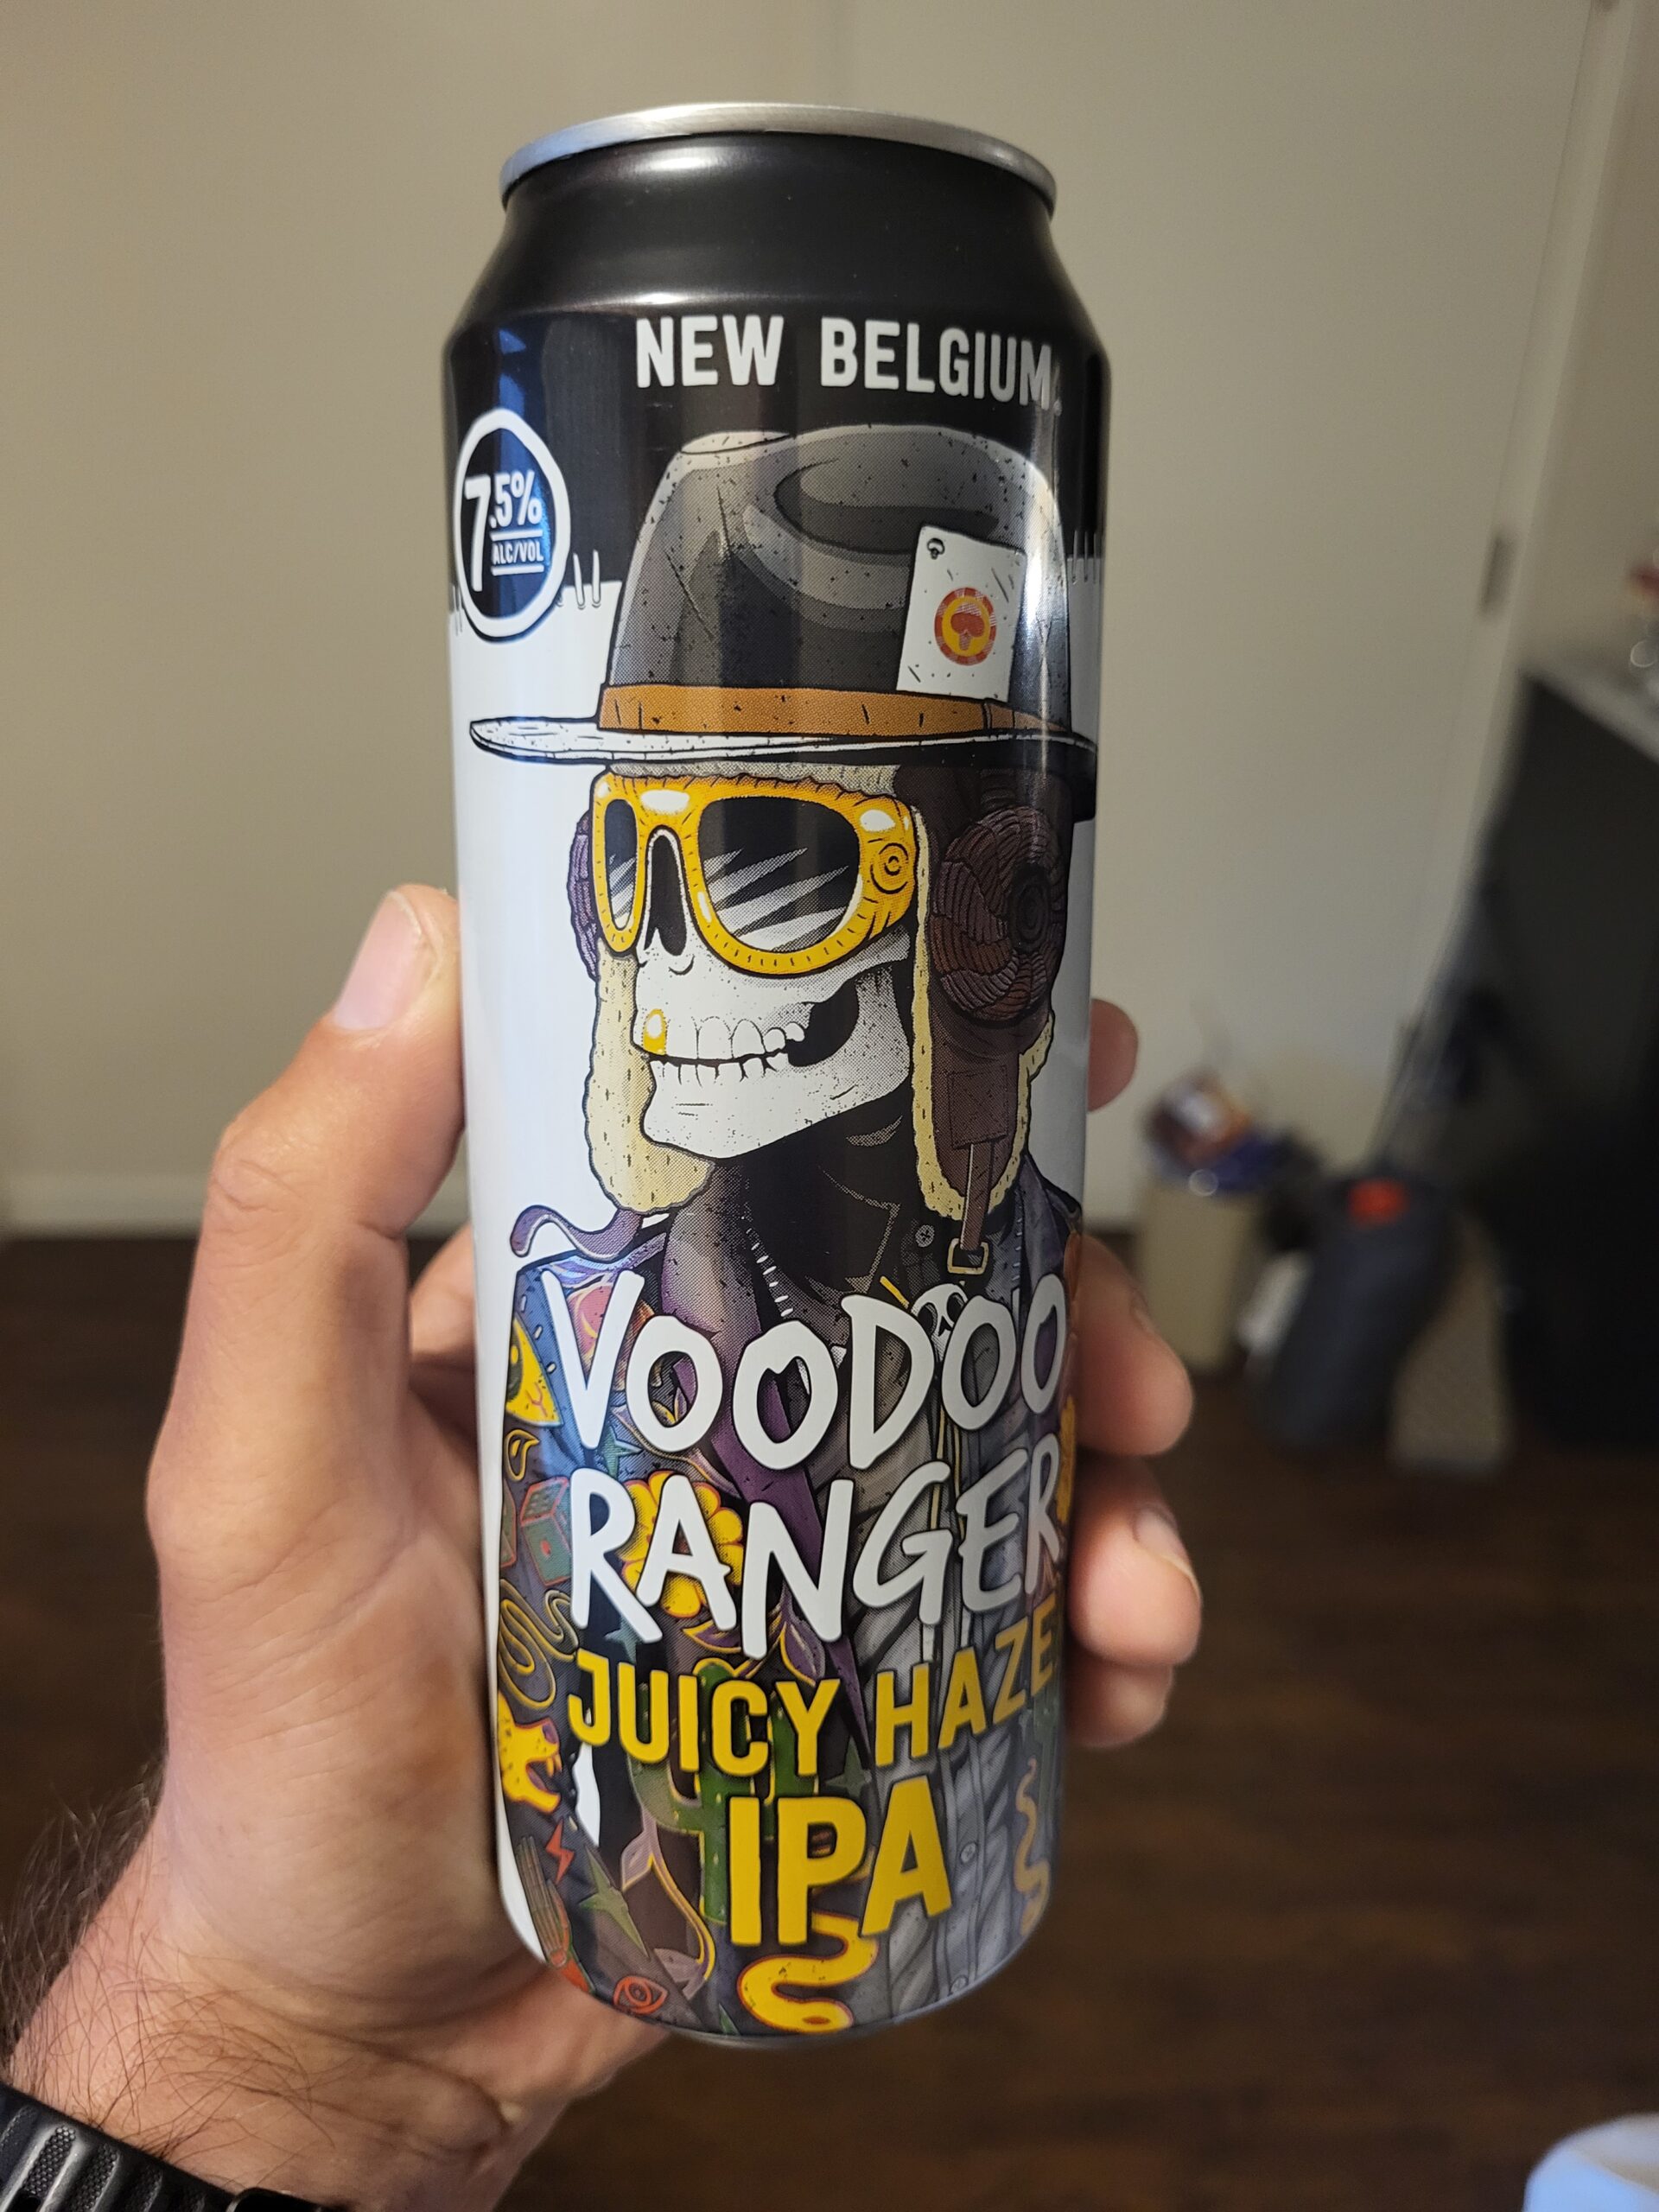 NEW BELGIUM
7.5%
ALC/VOL
VOODOO
RANGER
JUICY HAZE
IPA